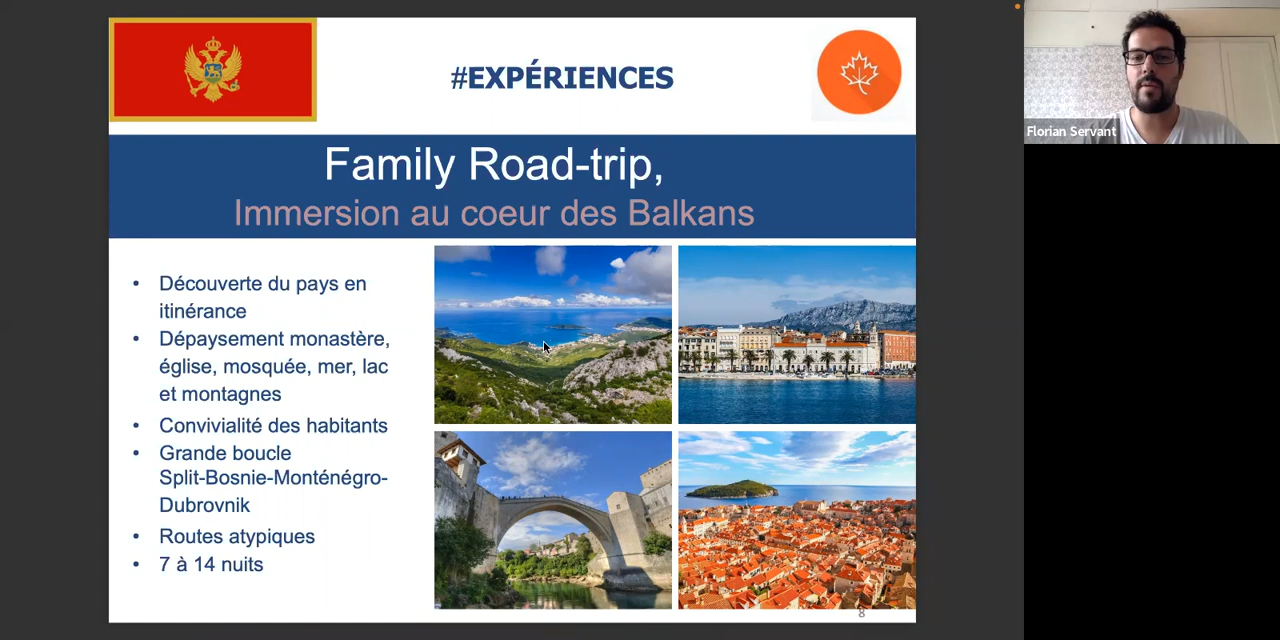 #EXPÉRIENCES
Family Road-trip,
Immersion au coeur des Balkans
• Découverte du pays en
itinérance
• Dépaysement monastère,
église, mosquée, mer, lac
et montagnes
• Convivialité des habitants
• Grande boucle
Split-Bosnie-Monténégro-
Dubrovnik
• Routes atypiques
• 7 à 14 nuits
8
Florian Servant